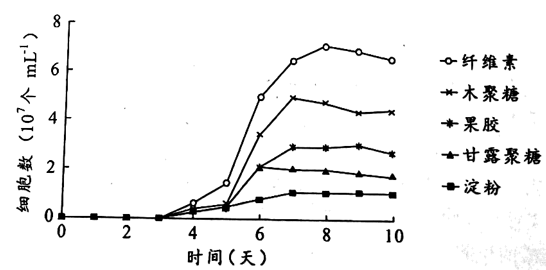 细胞数 (10⁷个 mL⁻¹)
8
6
4
2
0
0 2 4 6 8 10
时间(天)
纤维素
木聚糖
果胶
甘露聚糖
淀粉